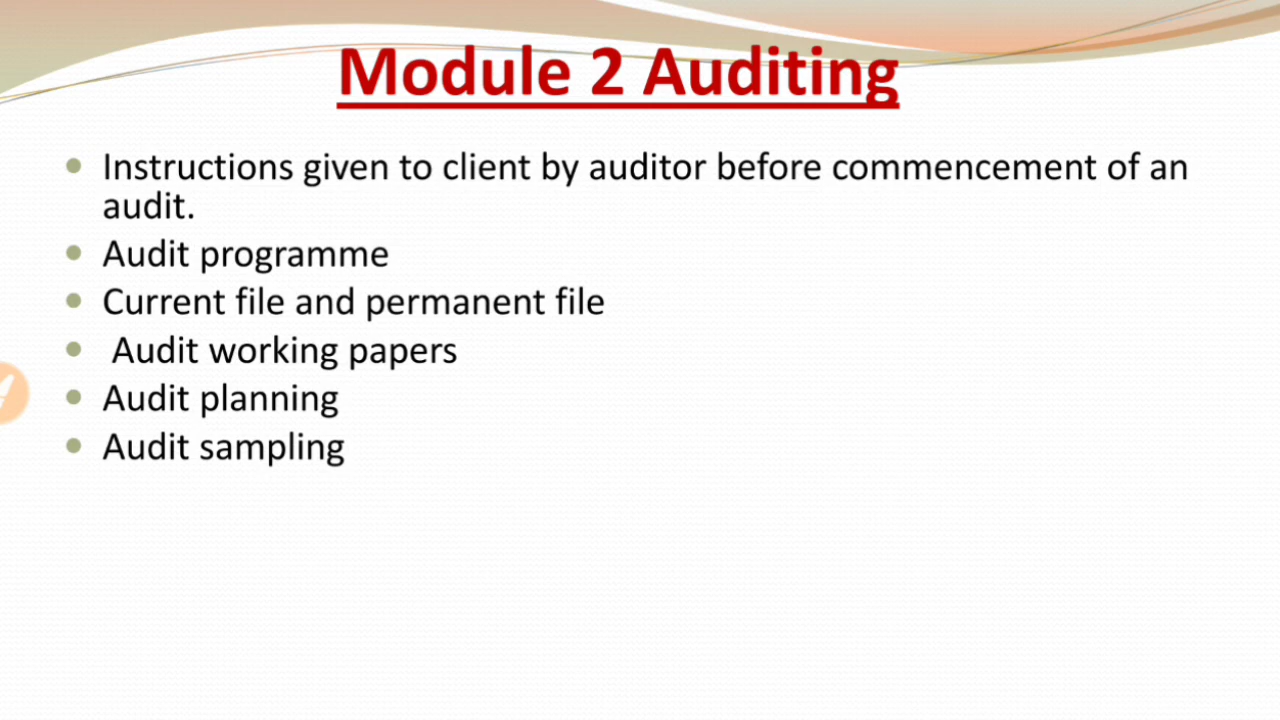 Module 2 Auditing
Instructions given to client by auditor before commencement of an
audit.
Audit programme
Current file and permanent file
Audit working papers
Audit planning
Audit sampling